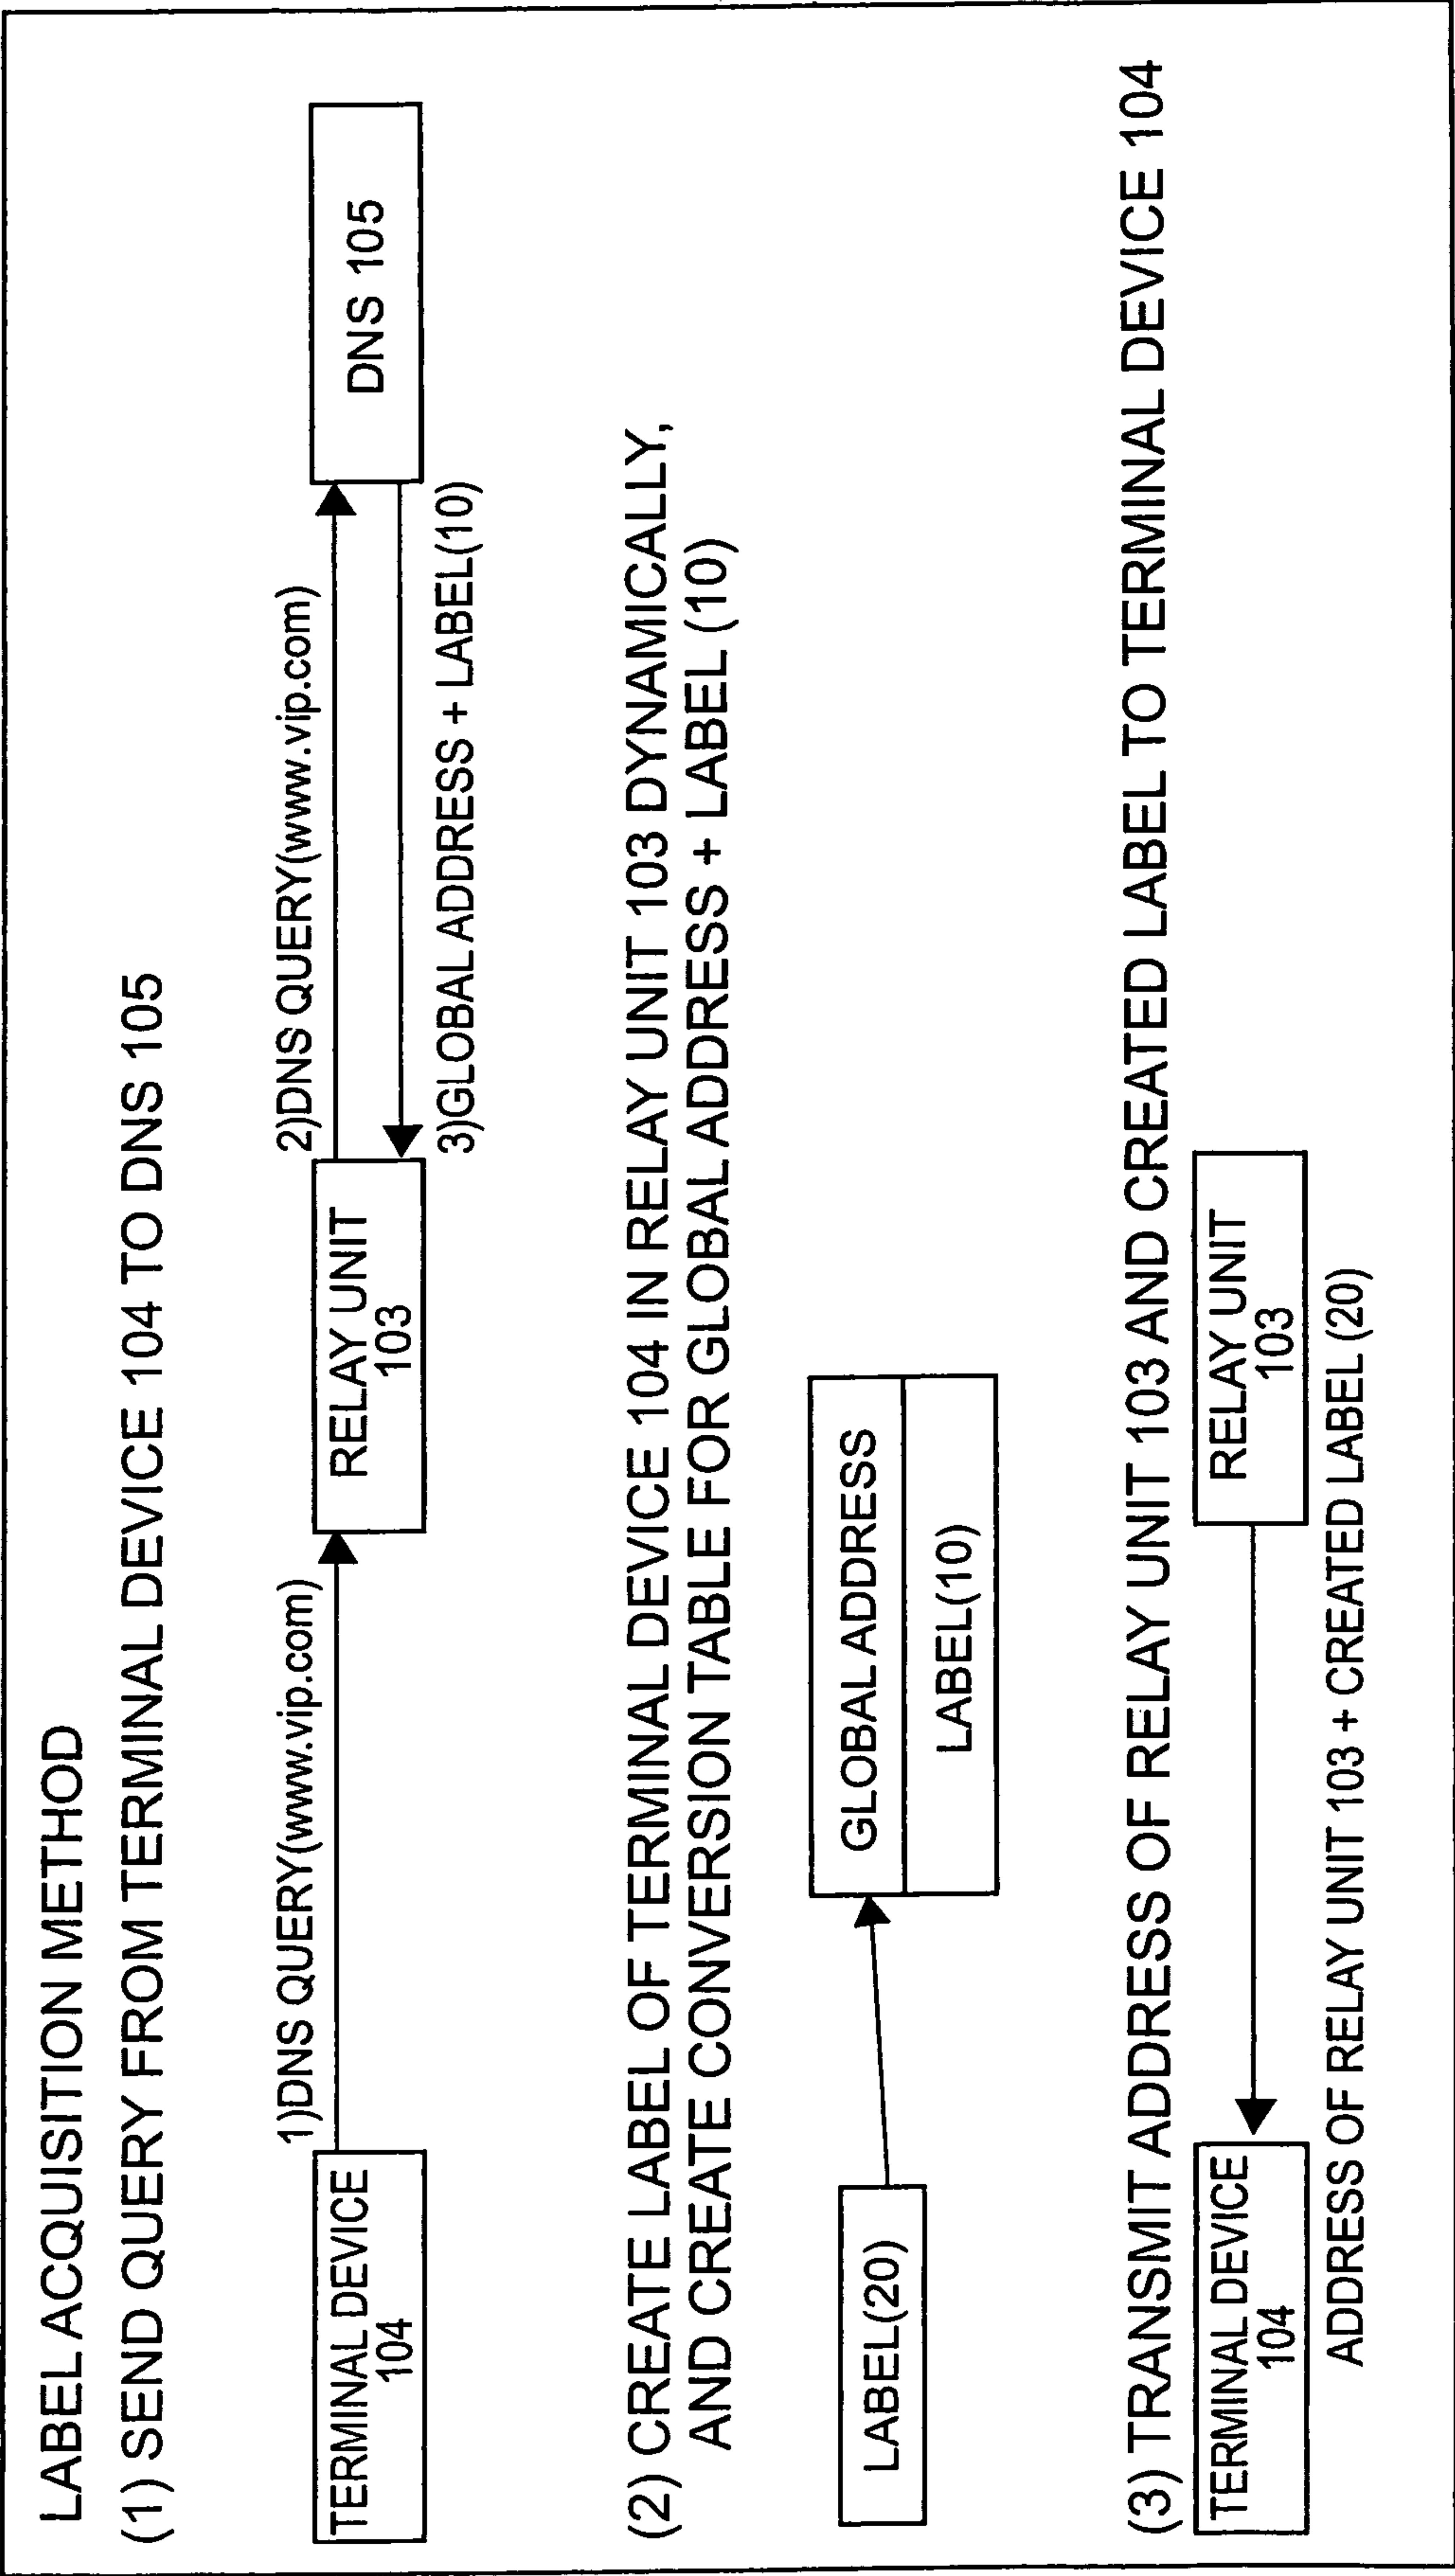 LABEL ACQUISITION METHOD
(1) SEND QUERY FROM TERMINAL DEVICE 104 TO DNS 105
1)DNS QUERY(www.vip.com)
2)DNS QUERY(www.vip.com)
TERMINAL DEVICE
104
RELAY UNIT
103
DNS 105
3)GLOBAL ADDRESS + LABEL(10)
(2) CREATE LABEL OF TERMINAL DEVICE 104 IN RELAY UNIT 103 DYNAMICALLY,
AND CREATE CONVERSION TABLE FOR GLOBAL ADDRESS + LABEL (10)
LABEL(20)
GLOBAL ADDRESS
LABEL(10)
(3) TRANSMIT ADDRESS OF RELAY UNIT 103 AND CREATED LABEL TO TERMINAL DEVICE 104
TERMINAL DEVICE
104
RELAY UNIT
103
ADDRESS OF RELAY UNIT 103 + CREATED LABEL (20)